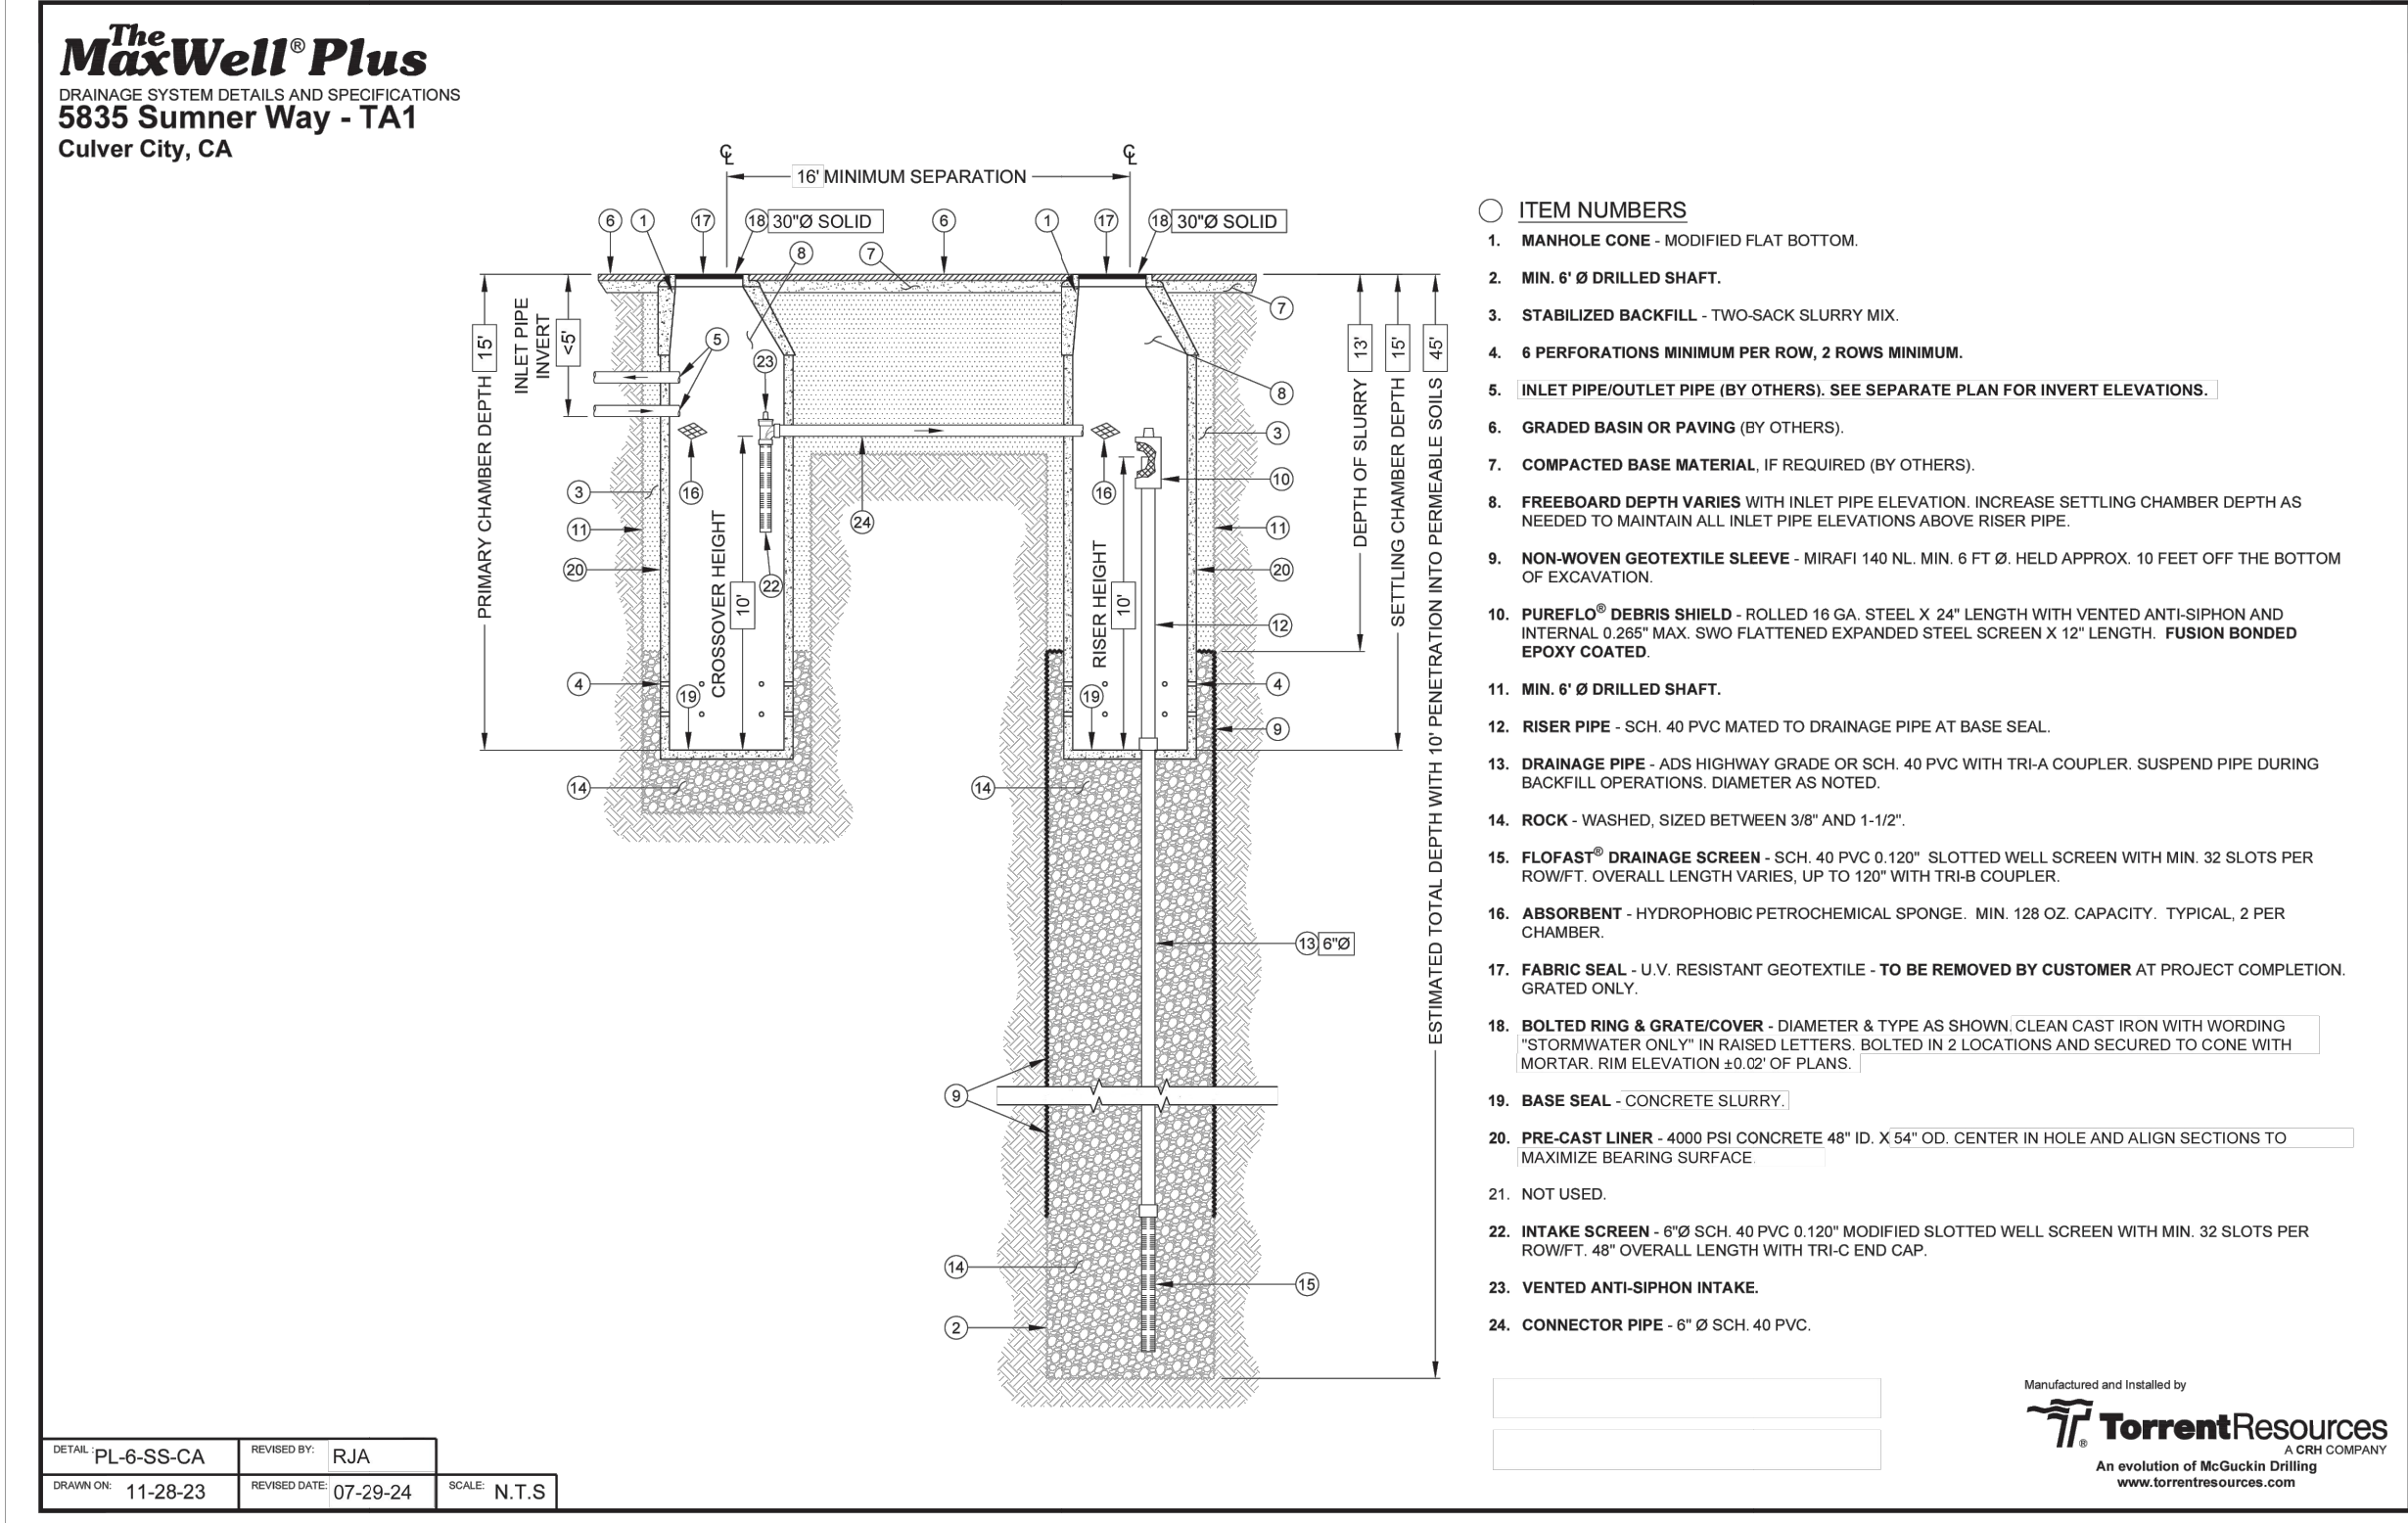 The
MaxWell® Plus
DRAINAGE SYSTEM DETAILS AND SPECIFICATIONS
5835 Sumner Way - TA1
Culver City, CA
℄
℄
16' MINIMUM SEPARATION
6
1
17
18 30"Ø SOLID
6
1
17
18 30"Ø SOLID
8
7
7
PRIMARY CHAMBER DEPTH 15'
INLET PIPE
INVERT
<5'
5
23
8
3
3
16
24
16
10
11
11
20
22
20
CROSSOVER HEIGHT
10'
RISER HEIGHT
10'
12
DEPTH OF SLURRY 13'
SETTLING CHAMBER DEPTH 15'
ESTIMATED TOTAL DEPTH WITH 10' PENETRATION INTO PERMEABLE SOILS 45'
4
19
19
4
9
14
14
13 6"Ø
9
14
15
2
ITEM NUMBERS
1. MANHOLE CONE - MODIFIED FLAT BOTTOM.
2. MIN. 6' Ø DRILLED SHAFT.
3. STABILIZED BACKFILL - TWO-SACK SLURRY MIX.
4. 6 PERFORATIONS MINIMUM PER ROW, 2 ROWS MINIMUM.
5. INLET PIPE/OUTLET PIPE (BY OTHERS). SEE SEPARATE PLAN FOR INVERT ELEVATIONS.
6. GRADED BASIN OR PAVING (BY OTHERS).
7. COMPACTED BASE MATERIAL, IF REQUIRED (BY OTHERS).
8. FREEBOARD DEPTH VARIES WITH INLET PIPE ELEVATION. INCREASE SETTLING CHAMBER DEPTH AS
NEEDED TO MAINTAIN ALL INLET PIPE ELEVATIONS ABOVE RISER PIPE.
9. NON-WOVEN GEOTEXTILE SLEEVE - MIRAFI 140 NL. MIN. 6 FT Ø. HELD APPROX. 10 FEET OFF THE BOTTOM
OF EXCAVATION.
10. PUREFLO® DEBRIS SHIELD - ROLLED 16 GA. STEEL X 24" LENGTH WITH VENTED ANTI-SIPHON AND
INTERNAL 0.265" MAX. SWO FLATTENED EXPANDED STEEL SCREEN X 12" LENGTH. FUSION BONDED
EPOXY COATED.
11. MIN. 6' Ø DRILLED SHAFT.
12. RISER PIPE - SCH. 40 PVC MATED TO DRAINAGE PIPE AT BASE SEAL.
13. DRAINAGE PIPE - ADS HIGHWAY GRADE OR SCH. 40 PVC WITH TRI-A COUPLER. SUSPEND PIPE DURING
BACKFILL OPERATIONS. DIAMETER AS NOTED.
14. ROCK - WASHED, SIZED BETWEEN 3/8" AND 1-1/2".
15. FLOFAST® DRAINAGE SCREEN - SCH. 40 PVC 0.120" SLOTTED WELL SCREEN WITH MIN. 32 SLOTS PER
ROW/FT. OVERALL LENGTH VARIES, UP TO 120" WITH TRI-B COUPLER.
16. ABSORBENT - HYDROPHOBIC PETROCHEMICAL SPONGE. MIN. 128 OZ. CAPACITY. TYPICAL, 2 PER
CHAMBER.
17. FABRIC SEAL - U.V. RESISTANT GEOTEXTILE - TO BE REMOVED BY CUSTOMER AT PROJECT COMPLETION.
GRATED ONLY.
18. BOLTED RING & GRATE/COVER - DIAMETER & TYPE AS SHOWN. CLEAN CAST IRON WITH WORDING
"STORMWATER ONLY" IN RAISED LETTERS. BOLTED IN 2 LOCATIONS AND SECURED TO CONE WITH
MORTAR. RIM ELEVATION ±0.02' OF PLANS.
19. BASE SEAL - CONCRETE SLURRY.
20. PRE-CAST LINER - 4000 PSI CONCRETE 48" ID. X 54" OD. CENTER IN HOLE AND ALIGN SECTIONS TO
MAXIMIZE BEARING SURFACE.
21. NOT USED.
22. INTAKE SCREEN - 6"Ø SCH. 40 PVC 0.120" MODIFIED SLOTTED WELL SCREEN WITH MIN. 32 SLOTS PER
ROW/FT. 48" OVERALL LENGTH WITH TRI-C END CAP.
23. VENTED ANTI-SIPHON INTAKE.
24. CONNECTOR PIPE - 6" Ø SCH. 40 PVC.
Manufactured and Installed by
TorrentResources
®
A CRH COMPANY
An evolution of McGuckin Drilling
www.torrentresources.com
DETAIL : PL-6-SS-CA
REVISED BY: RJA
DRAWN ON: 11-28-23
REVISED DATE: 07-29-24
SCALE: N.T.S